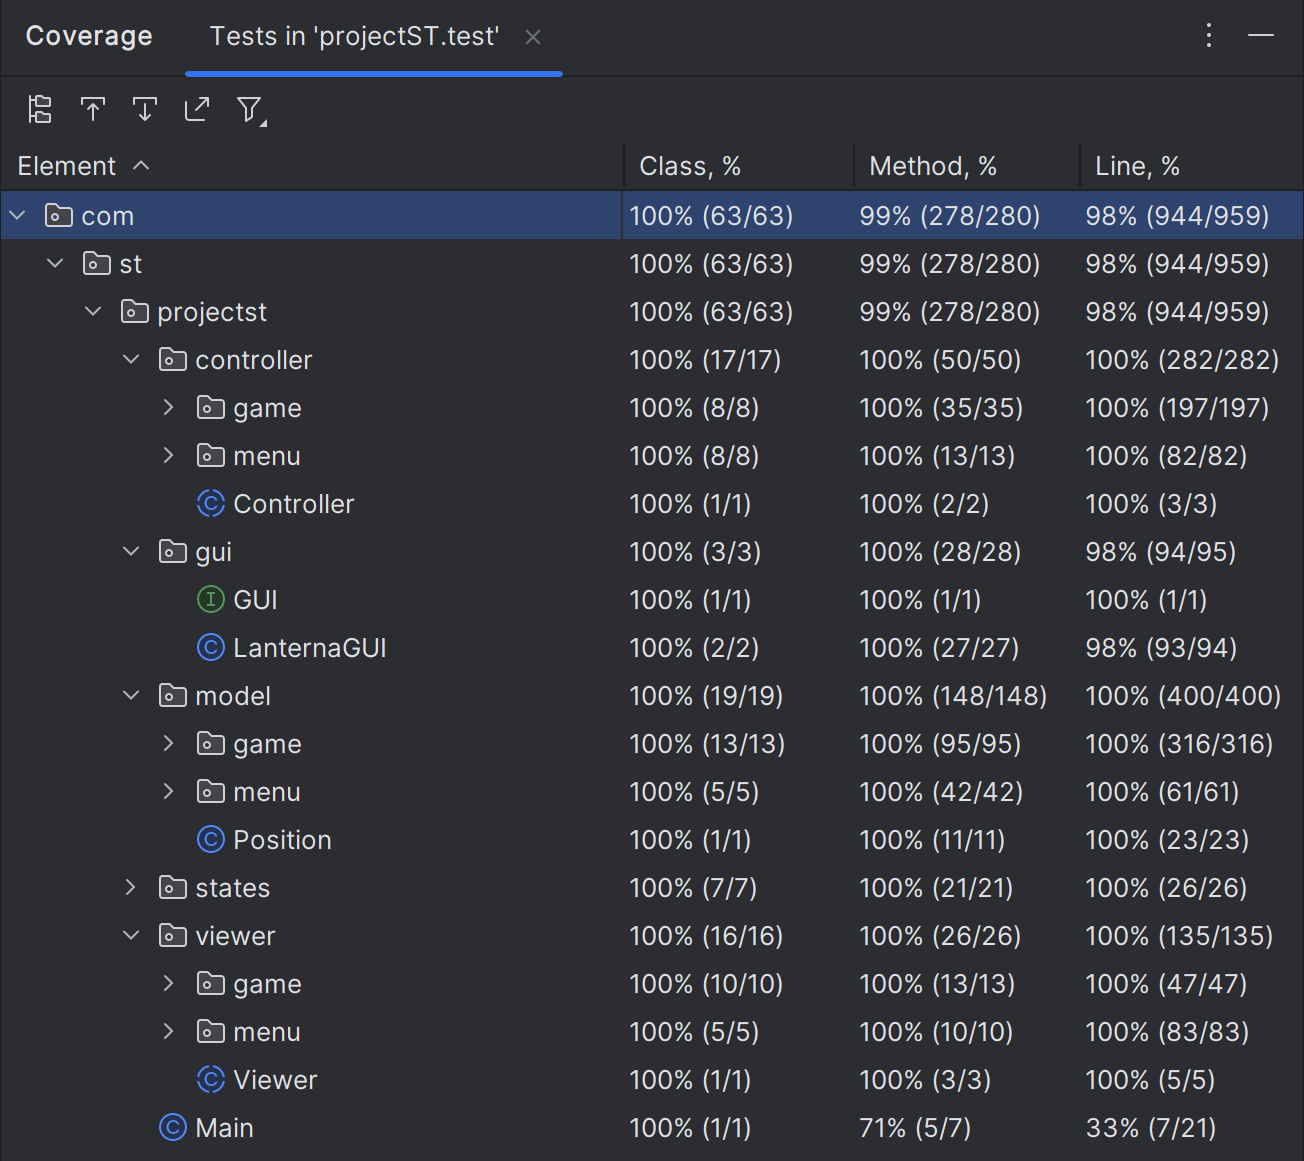 Coverage Tests in 'projectST.test'
Element Class, % Method, % Line, %
com 100% (63/63) 99% (278/280) 98% (944/959)
st 100% (63/63) 99% (278/280) 98% (944/959)
projectst 100% (63/63) 99% (278/280) 98% (944/959)
controller 100% (17/17) 100% (50/50) 100% (282/282)
game 100% (8/8) 100% (35/35) 100% (197/197)
menu 100% (8/8) 100% (13/13) 100% (82/82)
C Controller 100% (1/1) 100% (2/2) 100% (3/3)
gui 100% (3/3) 100% (28/28) 98% (94/95)
I GUI 100% (1/1) 100% (1/1) 100% (1/1)
C LanternaGUI 100% (2/2) 100% (27/27) 98% (93/94)
model 100% (19/19) 100% (148/148) 100% (400/400)
game 100% (13/13) 100% (95/95) 100% (316/316)
menu 100% (5/5) 100% (42/42) 100% (61/61)
C Position 100% (1/1) 100% (11/11) 100% (23/23)
states 100% (7/7) 100% (21/21) 100% (26/26)
viewer 100% (16/16) 100% (26/26) 100% (135/135)
game 100% (10/10) 100% (13/13) 100% (47/47)
menu 100% (5/5) 100% (10/10) 100% (83/83)
C Viewer 100% (1/1) 100% (3/3) 100% (5/5)
C Main 100% (1/1) 71% (5/7) 33% (7/21)